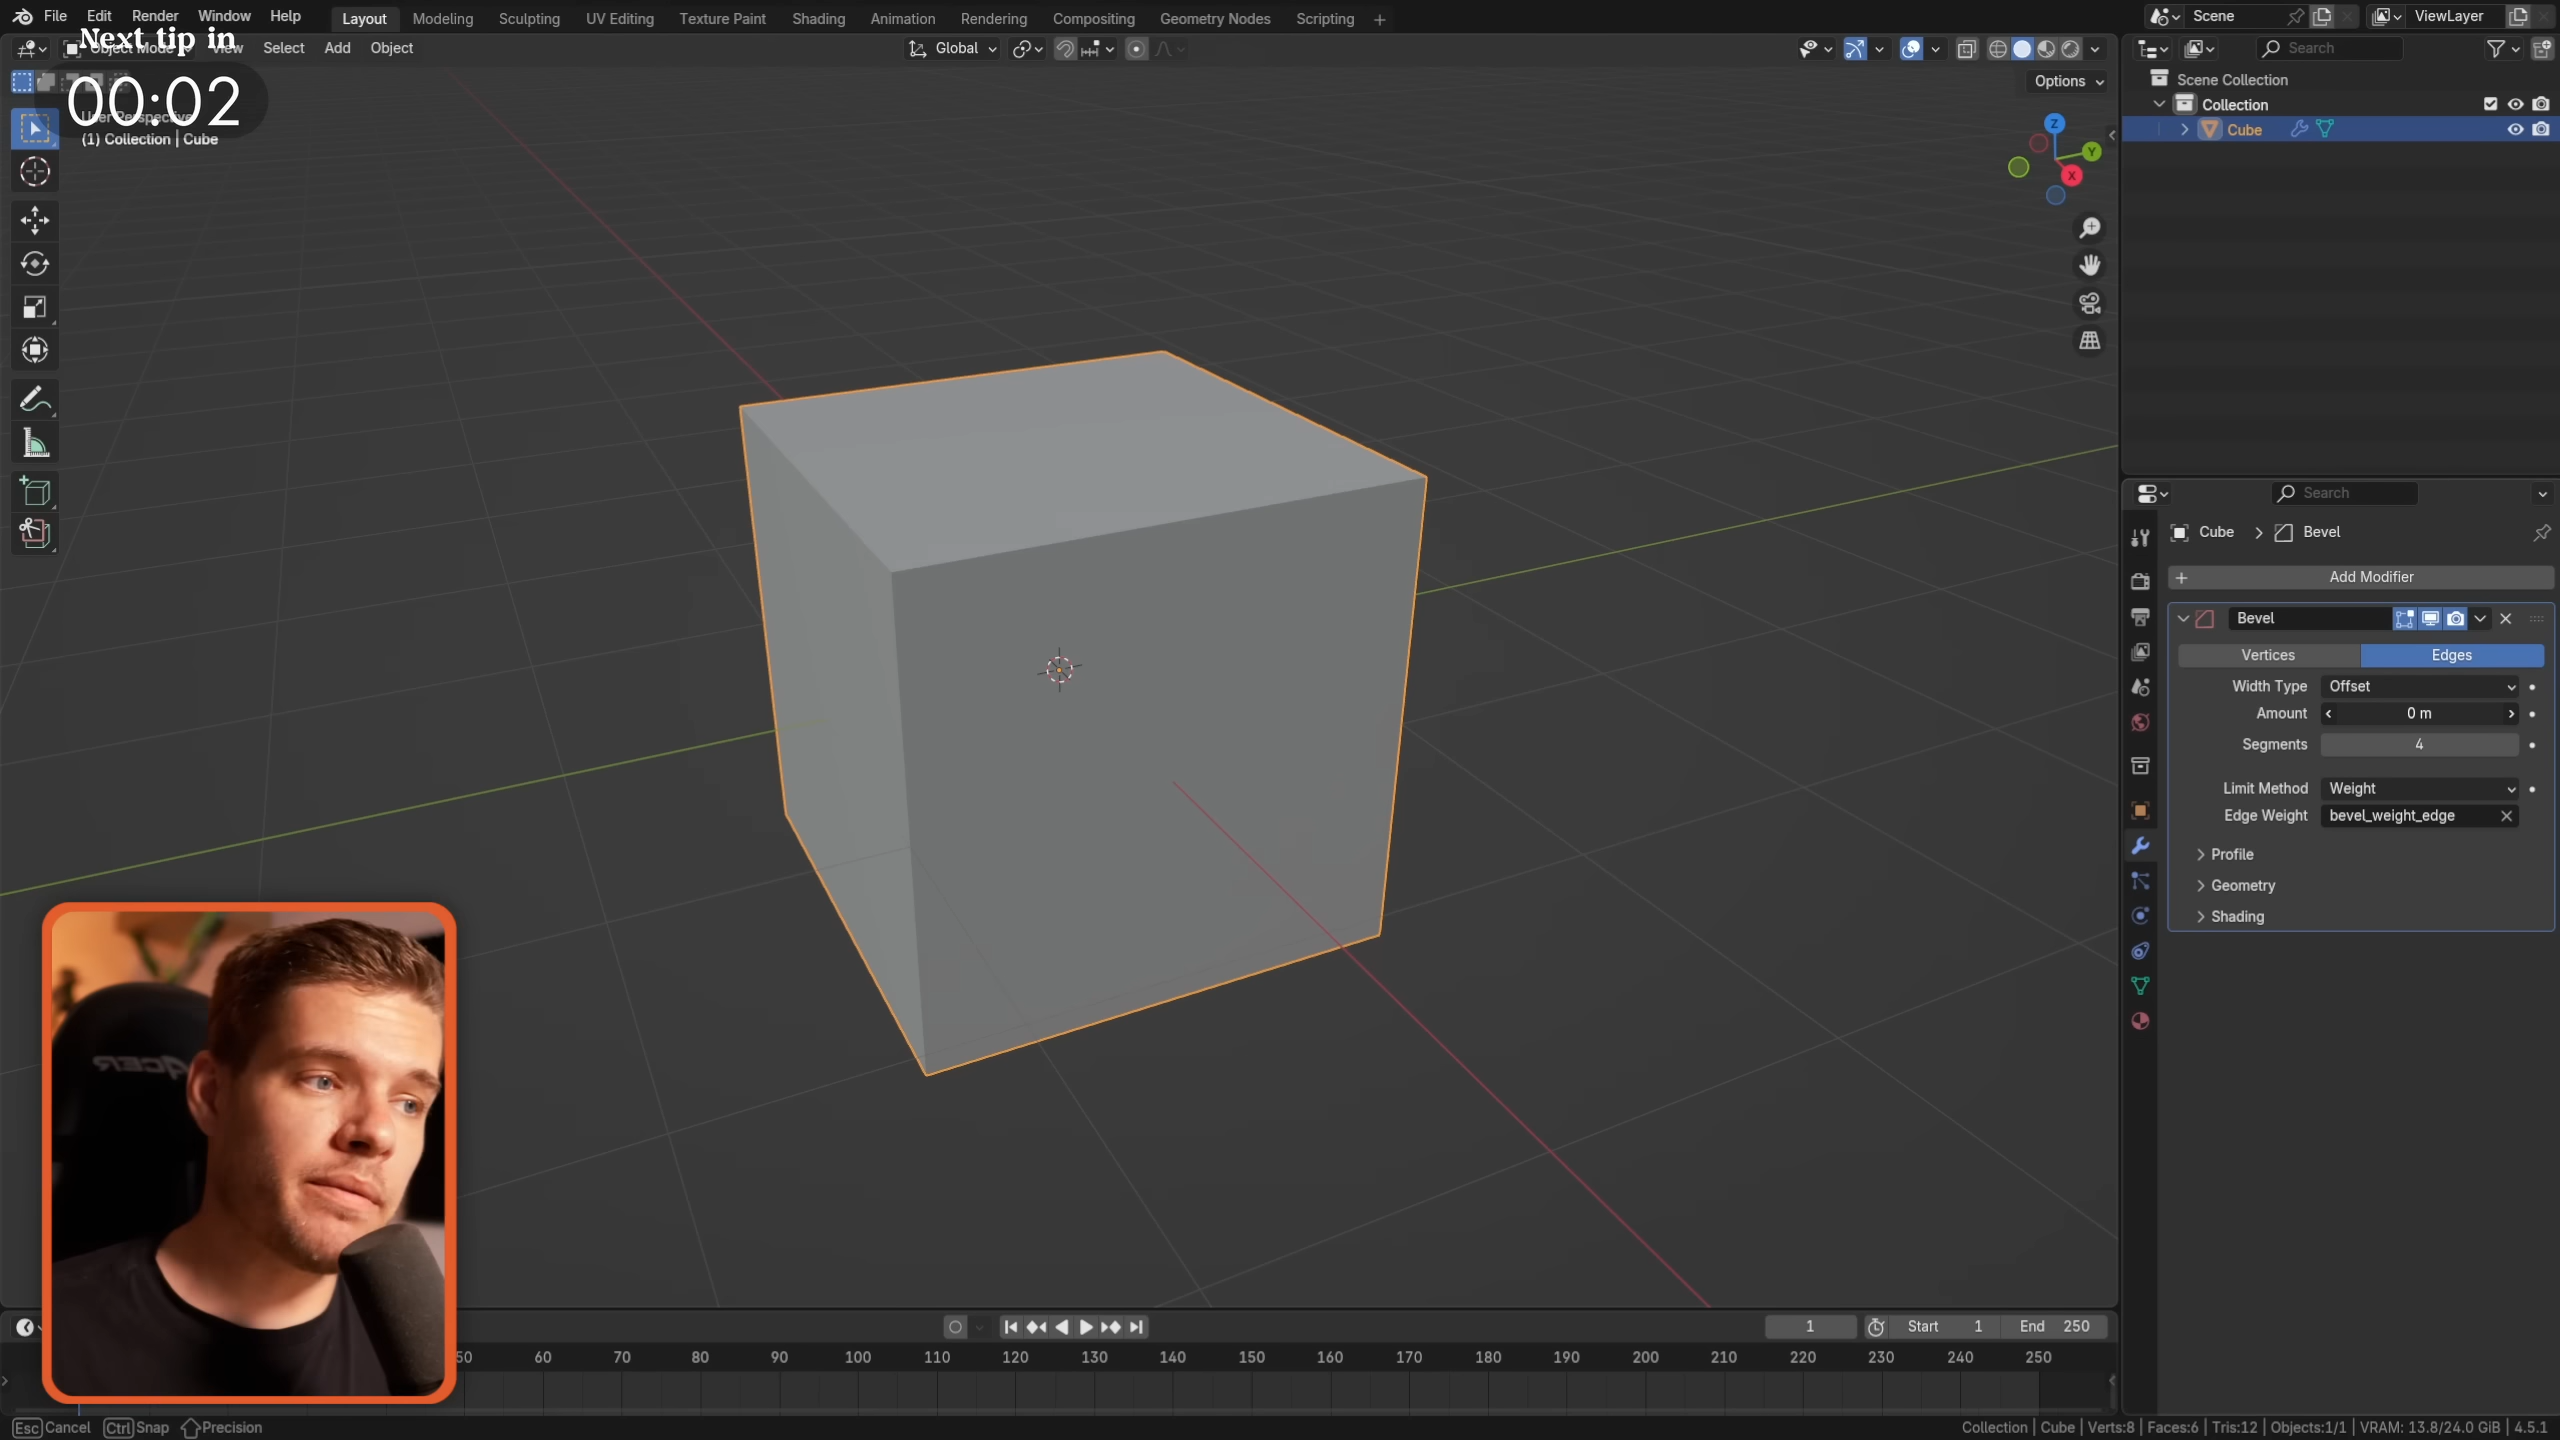 File Edit Render Window Help
Layout Modeling Sculpting UV Editing Texture Paint Shading Animation Rendering Compositing Geometry Nodes Scripting
Scene
ViewLayer
Next tip in
Object Mode View Select Add Object
Global
Search
00:02
Options
User Perspective
(1) Collection | Cube
Z
Y
X
Scene Collection
Collection
Cube
Search
Cube > Bevel
Add Modifier
Bevel
Vertices Edges
Width Type Offset
Amount 0 m
Segments 4
Limit Method Weight
Edge Weight bevel_weight_edge
Profile
Geometry
Shading
ACER
1 Start 1 End 250
50 60 70 80 90 100 110 120 130 140 150 160 170 180 190 200 210 220 230 240 250
Esc Cancel Ctrl Snap Precision
Collection | Cube | Verts:8 | Faces:6 | Tris:12 | Objects:1/1 | VRAM: 13.8/24.0 GiB | 4.5.1